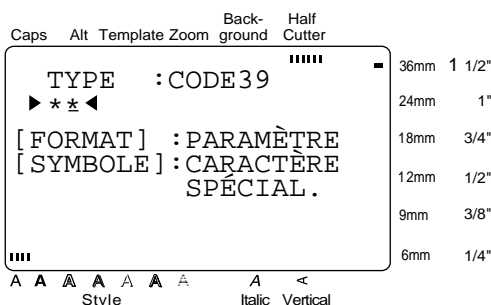 Caps Alt Template Zoom Back-ground Half Cutter
TYPE :CODE39
▶**◀
[FORMAT] :PARAMÈTRE
[SYMBOLE]:CARACTÈRE
SPÉCIAL.
36mm 1 1/2"
24mm 1"
18mm 3/4"
12mm 1/2"
9mm 3/8"
6mm 1/4"
A A A A A A A A <
Style Italic Vertical